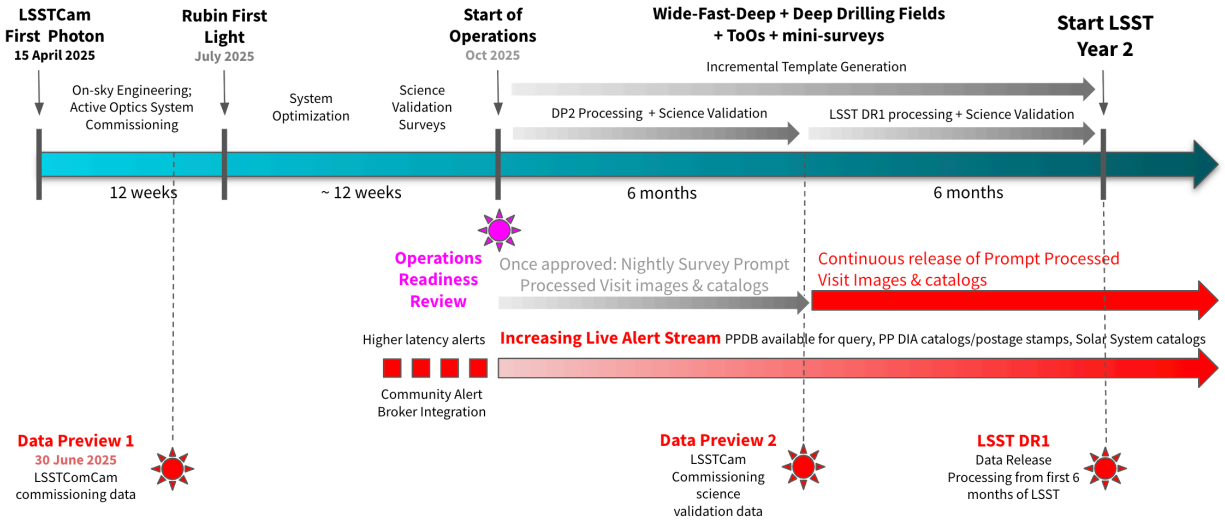 LSSTCam
First Photon
15 April 2025
Rubin First
Light
July 2025
Start of
Operations
Oct 2025
Wide-Fast-Deep + Deep Drilling Fields
+ ToOs + mini-surveys
Start LSST
Year 2
Incremental Template Generation
On-sky Engineering;
Active Optics System
Commissioning
System
Optimization
Science
Validation
Surveys
DP2 Processing + Science Validation
LSST DR1 processing + Science Validation
12 weeks
~ 12 weeks
6 months
6 months
Operations
Readiness
Review
Once approved: Nightly Survey Prompt
Processed Visit images & catalogs
Continuous release of Prompt Processed
Visit Images & catalogs
Higher latency alerts
Increasing Live Alert Stream PPDB available for query, PP DIA catalogs/postage stamps, Solar System catalogs
Community Alert
Broker Integration
Data Preview 1
30 June 2025
LSSTComCam
commissioning data
Data Preview 2
LSSTCam
Commissioning
science
validation data
LSST DR1
Data Release
Processing from first 6
months of LSST